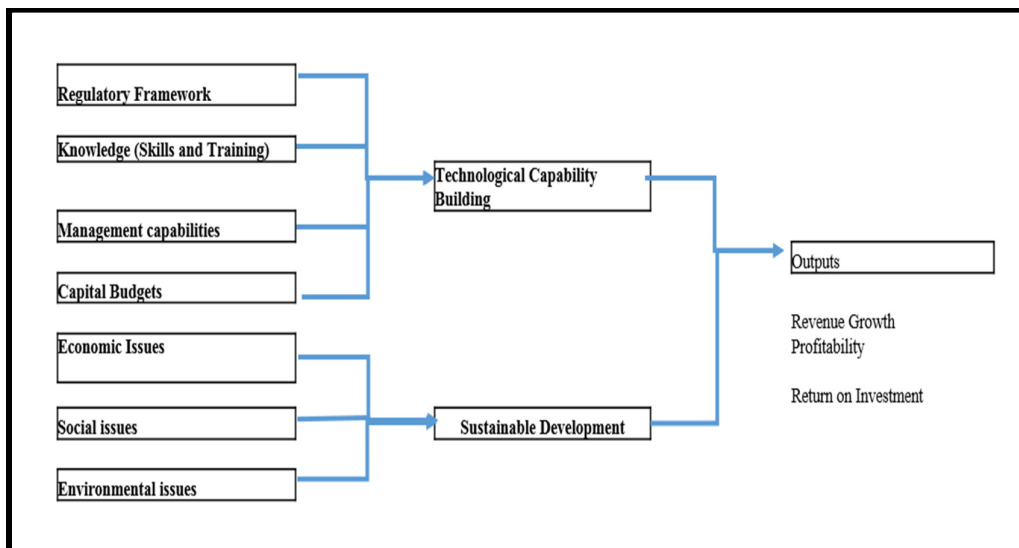 Regulatory Framework
Knowledge (Skills and Training)
Management capabilities
Capital Budgets
Economic Issues
Social issues
Environmental issues
Technological Capability
Building
Sustainable Development
Outputs
Revenue Growth
Profitability
Return on Investment